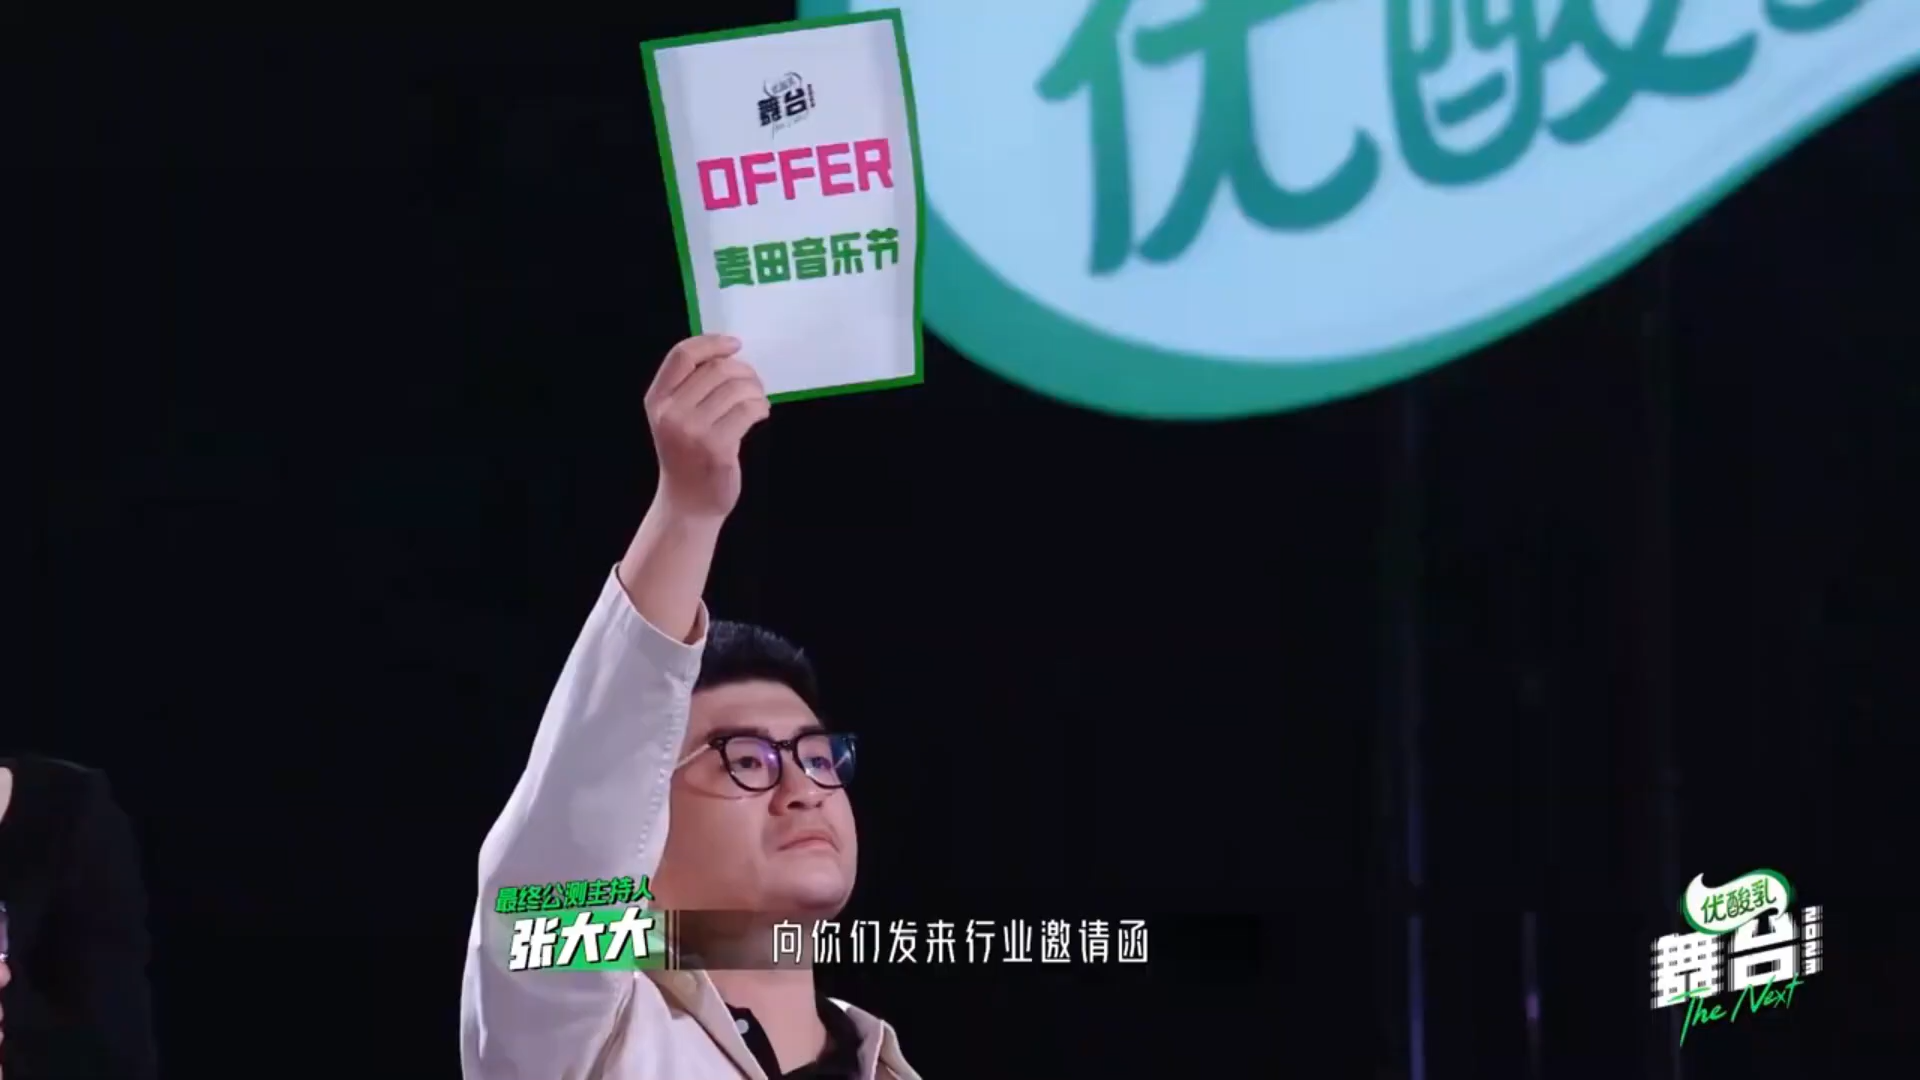 优酸
舞台
OFFER
麦田音乐节
最终公测主持人
张大大
向你们发来行业邀请函
优酸乳
舞台
2023
The Next